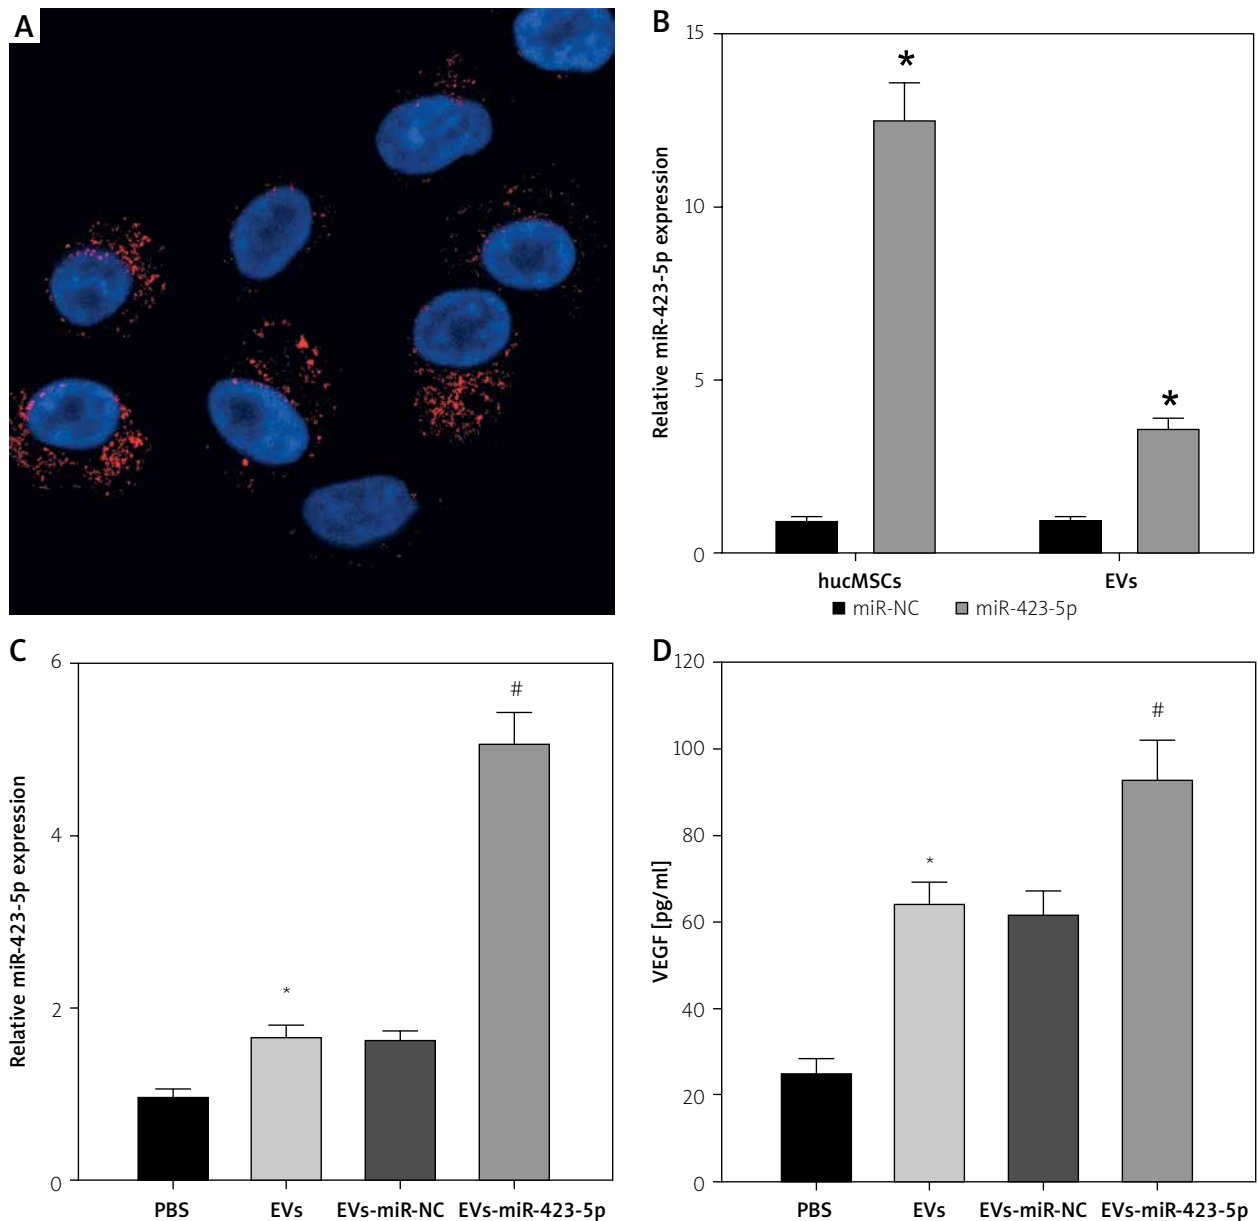 A
B
15
10
5
0
Relative miR-423-5p expression
*
*
hucMSCs
EVs
miR-NC
miR-423-5p
C
6
4
2
0
Relative miR-423-5p expression
*
#
PBS
EVs
EVs-miR-NC
EVs-miR-423-5p
D
120
100
80
60
40
20
0
VEGF [pg/ml]
*
#
PBS
EVs
EVs-miR-NC
EVs-miR-423-5p